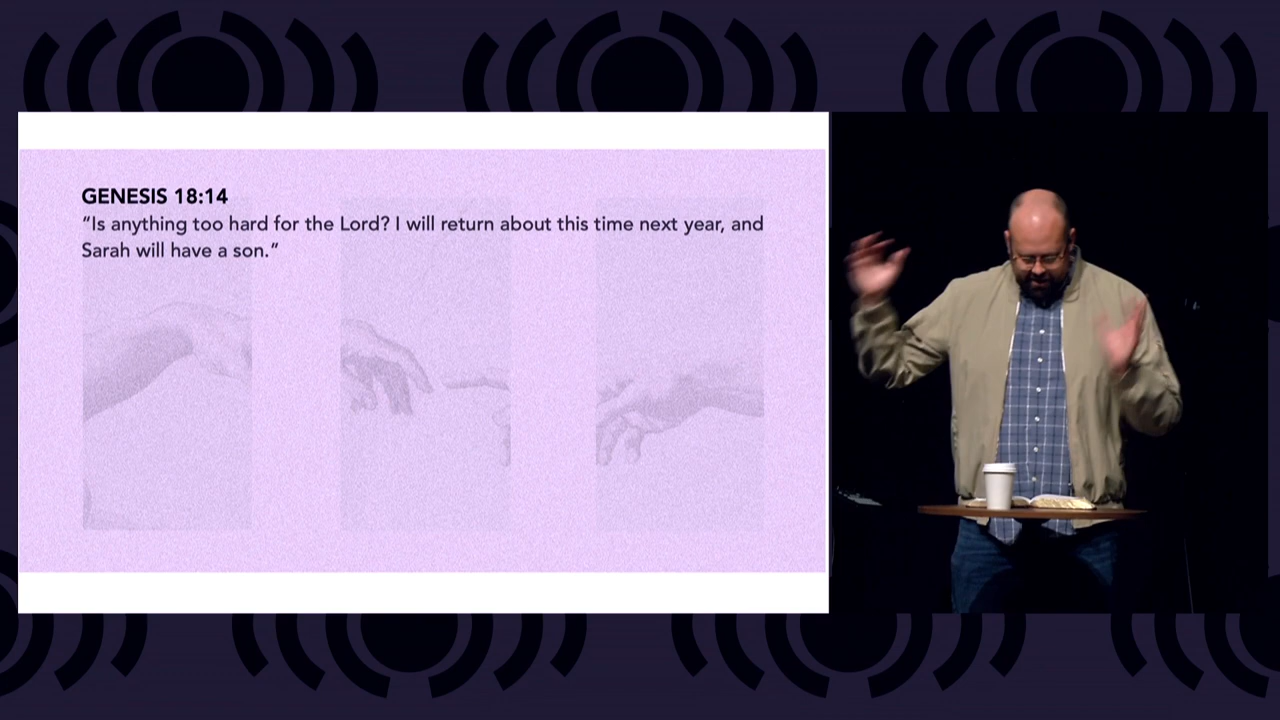 GENESIS 18:14
“Is anything too hard for the Lord? I will return about this time next year, and
Sarah will have a son.”